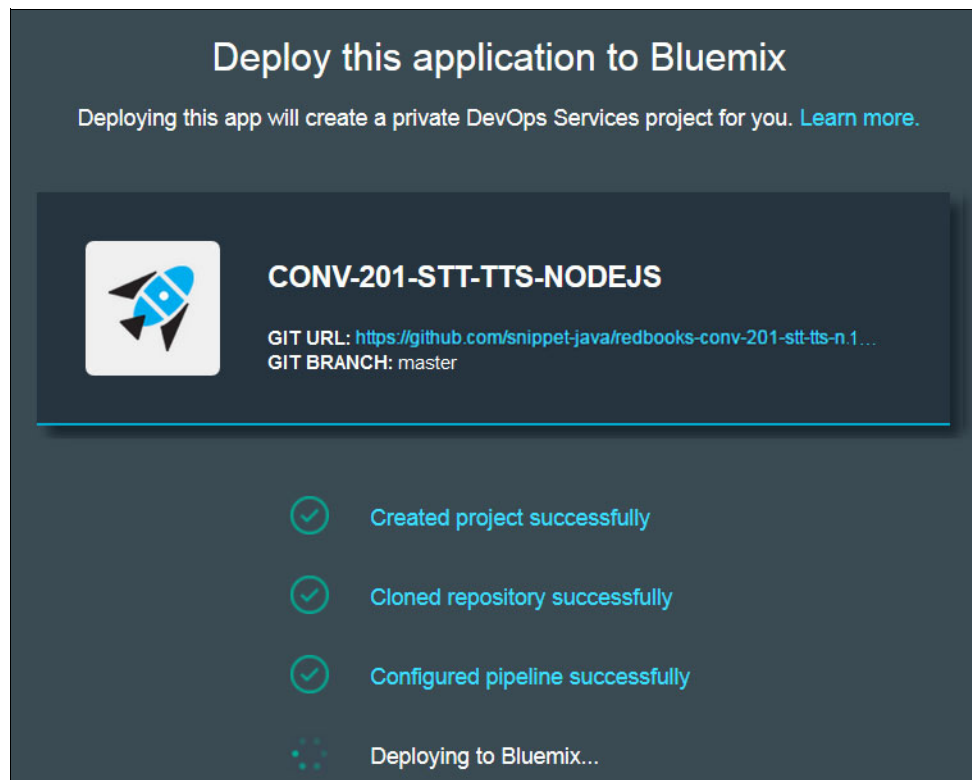 Deploy this application to Bluemix
Deploying this app will create a private DevOps Services project for you. Learn more.
CONV-201-STT-TTS-NODEJS
GIT URL: https://github.com/snippet-java/redbooks-conv-201-stt-tts-n.1...
GIT BRANCH: master
Created project successfully
Cloned repository successfully
Configured pipeline successfully
Deploying to Bluemix...